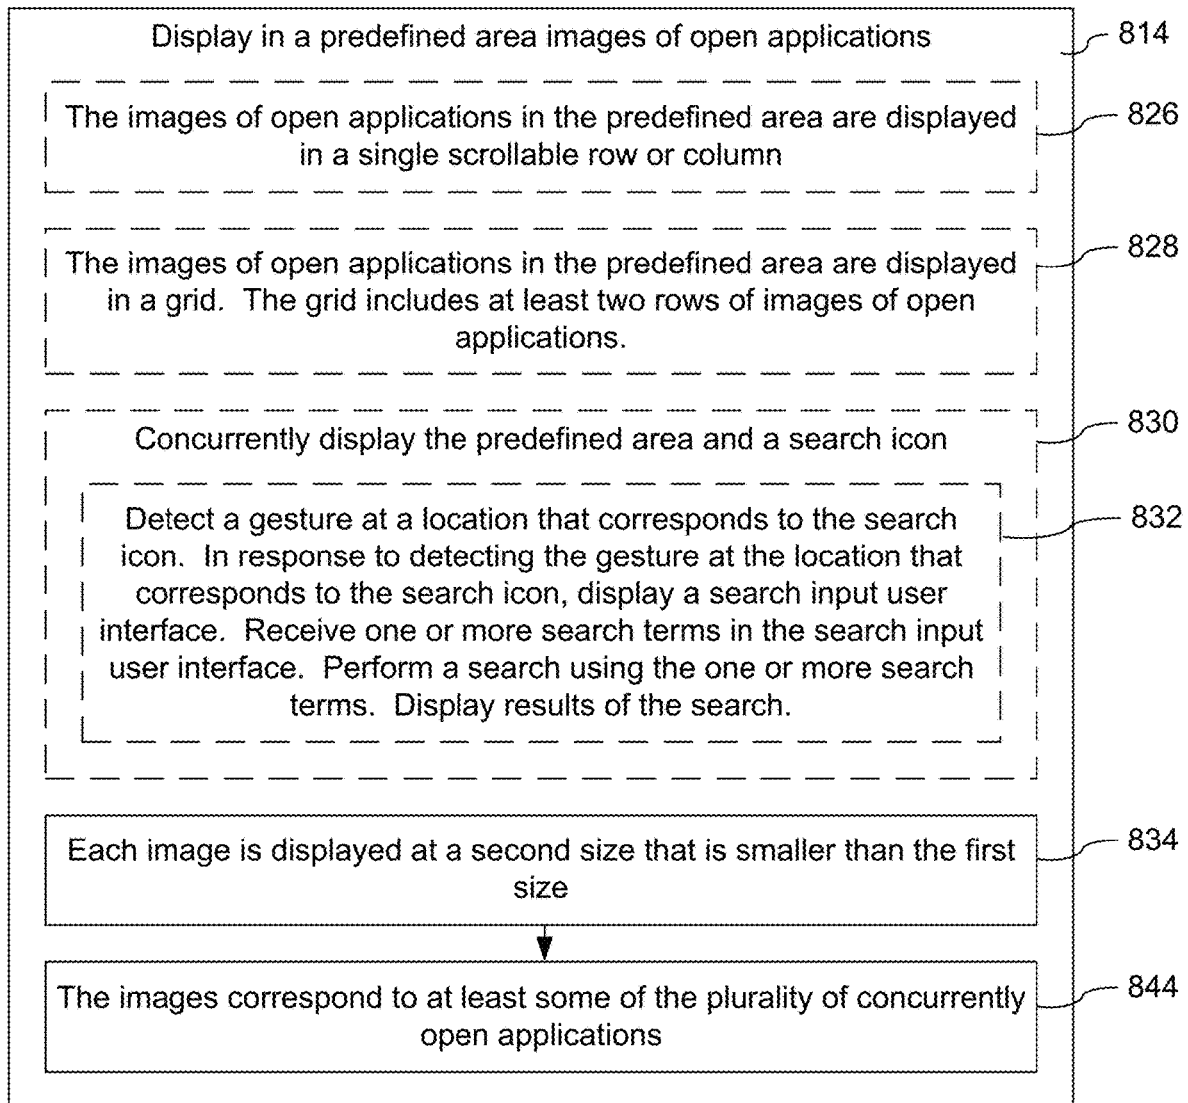 Display in a predefined area images of open applications
814
The images of open applications in the predefined area are displayed
in a single scrollable row or column
826
The images of open applications in the predefined area are displayed
in a grid.  The grid includes at least two rows of images of open
applications.
828
Concurrently display the predefined area and a search icon
830
Detect a gesture at a location that corresponds to the search
icon.  In response to detecting the gesture at the location that
corresponds to the search icon, display a search input user
interface.  Receive one or more search terms in the search input
user interface.  Perform a search using the one or more search
terms.  Display results of the search.
832
Each image is displayed at a second size that is smaller than the first
size
834
The images correspond to at least some of the plurality of concurrently
open applications
844